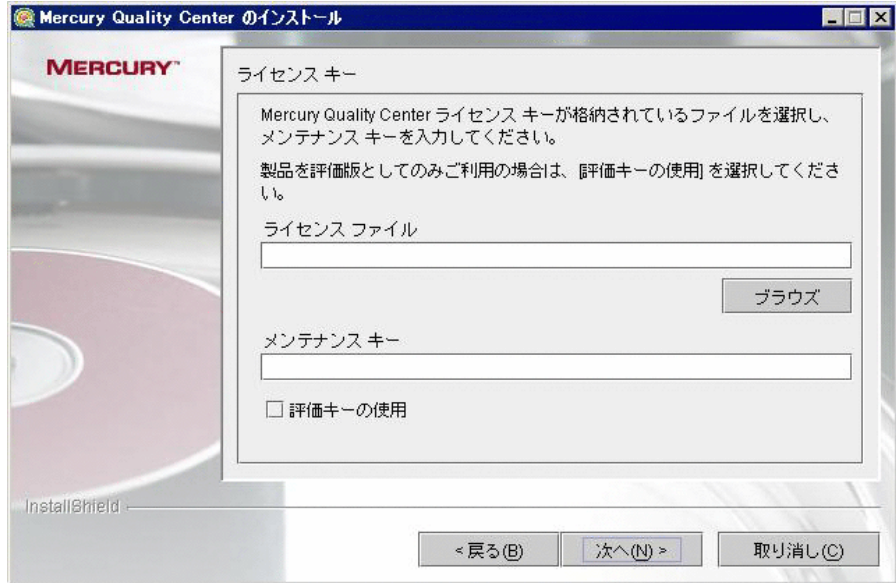 Mercury Quality Center のインストール
MERCURY™
ライセンス キー
Mercury Quality Center ライセンス キーが格納されているファイルを選択し、
メンテナンス キーを入力してください。
製品を評価版としてのみご利用の場合は、[評価キーの使用] を選択してくださ
い。
ライセンス ファイル
ブラウズ
メンテナンス キー
評価キーの使用
InstallShield
< 戻る(B)
次へ(N) >
取り消し(C)